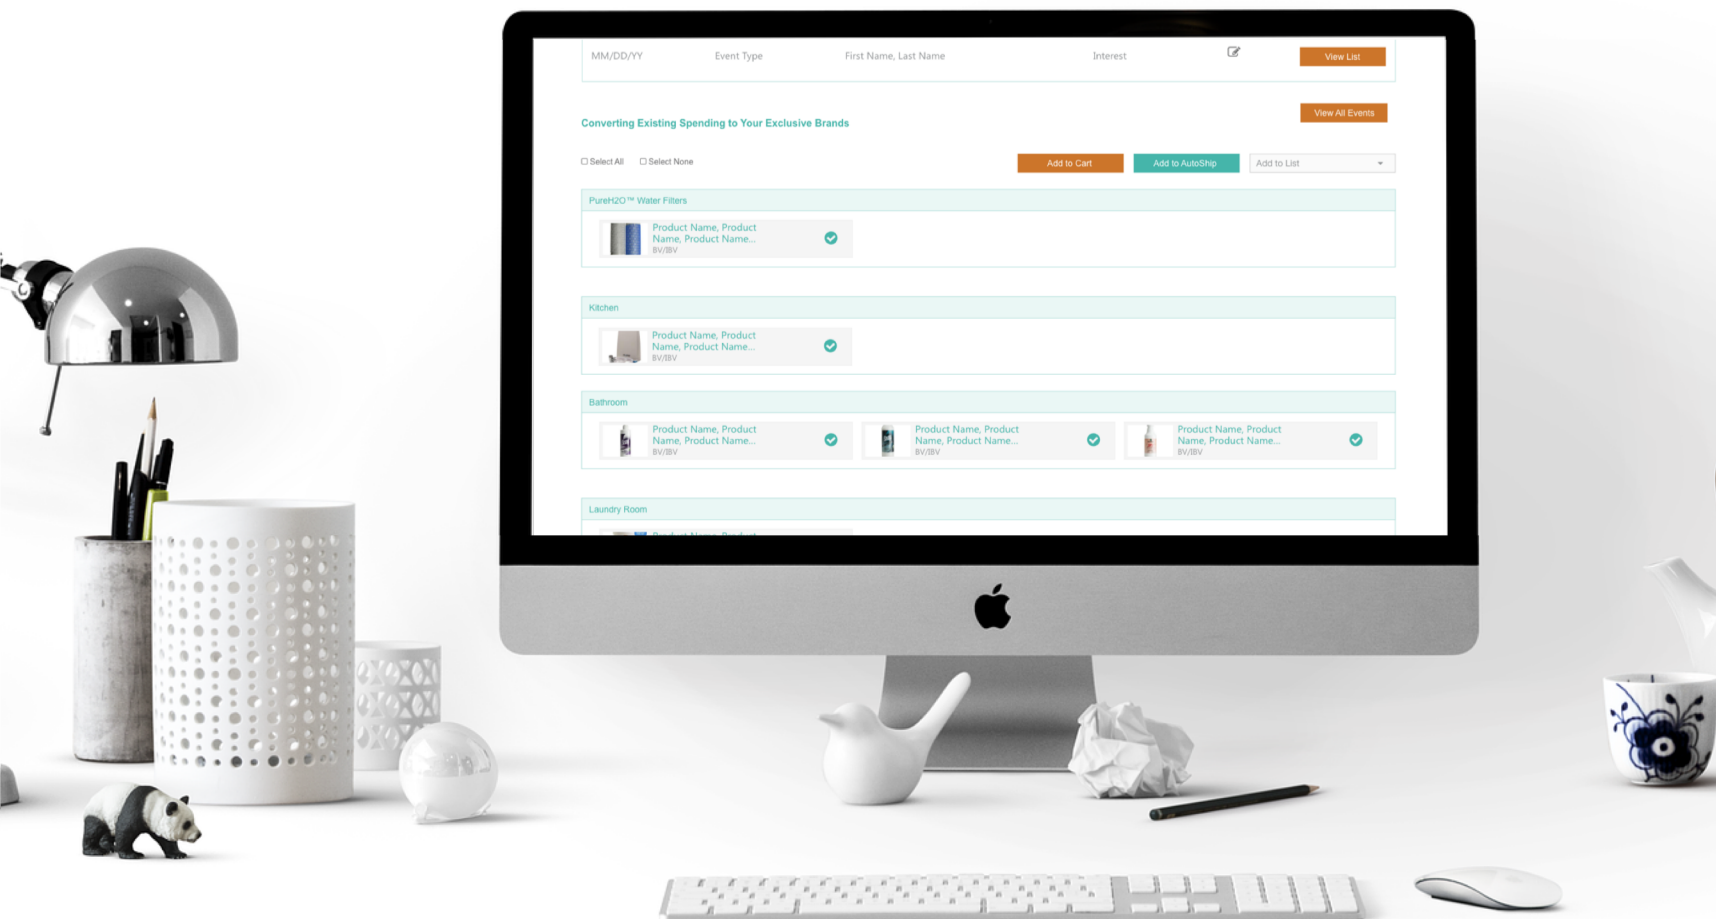 MM/DD/YY Event Type First Name, Last Name Interest View List
View All Events
Converting Existing Spending to Your Exclusive Brands
Select All Select None Add to Cart Add to AutoShip Add to List
PureH2O™ Water Filters
Product Name, Product
Name, Product Name...
BV/IBV
Kitchen
Product Name, Product
Name, Product Name...
BV/IBV
Bathroom
Product Name, Product
Name, Product Name...
BV/IBV
Product Name, Product
Name, Product Name...
BV/IBV
Product Name, Product
Name, Product Name...
BV/IBV
Laundry Room
Product Name, Product